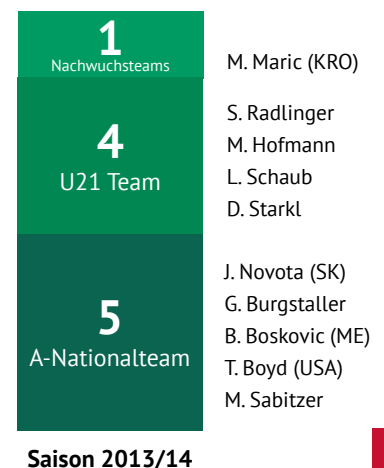 1
Nachwuchsteams
M. Maric (KRO)
4
U21 Team
S. Radlinger
M. Hofmann
L. Schaub
D. Starkl
5
A-Nationalteam
J. Novota (SK)
G. Burgstaller
B. Boskovic (ME)
T. Boyd (USA)
M. Sabitzer
Saison 2013/14